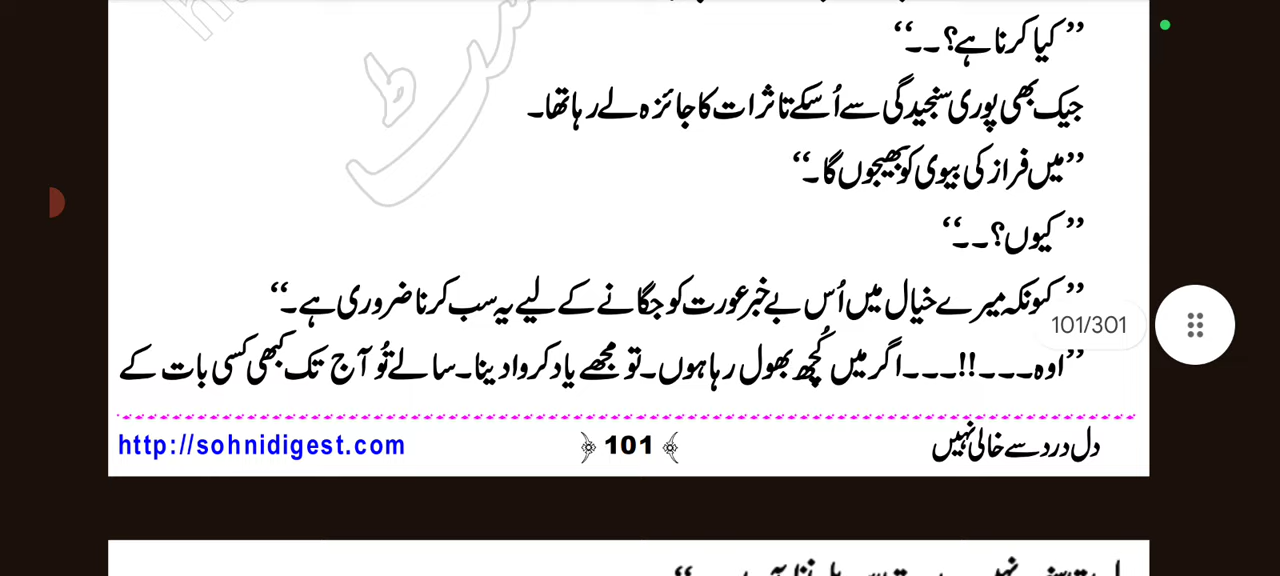 ” کیا کرنا ہے؟۔۔“
جیک بھی پوری سنجیدگی سے اُسکے تاثرات کا جائزہ لے رہا تھا۔
”میں فراز کی بیوی کو بھیجوں گا۔“
” کیوں؟۔۔“
” کیونکہ میرے خیال میں اُس بے خبر عورت کو جگانے کے لیے یہ سب کرنا ضروری ہے۔“
101/301
”اوہ۔۔۔!!۔۔۔اگر میں کُچھ بھول رہا ہوں۔تو مجھے یاد کروا دینا۔سالے تُو آج تک کبھی کسی بات کے
دل درد سے خالی نہیں
101
http://sohnidigest.com